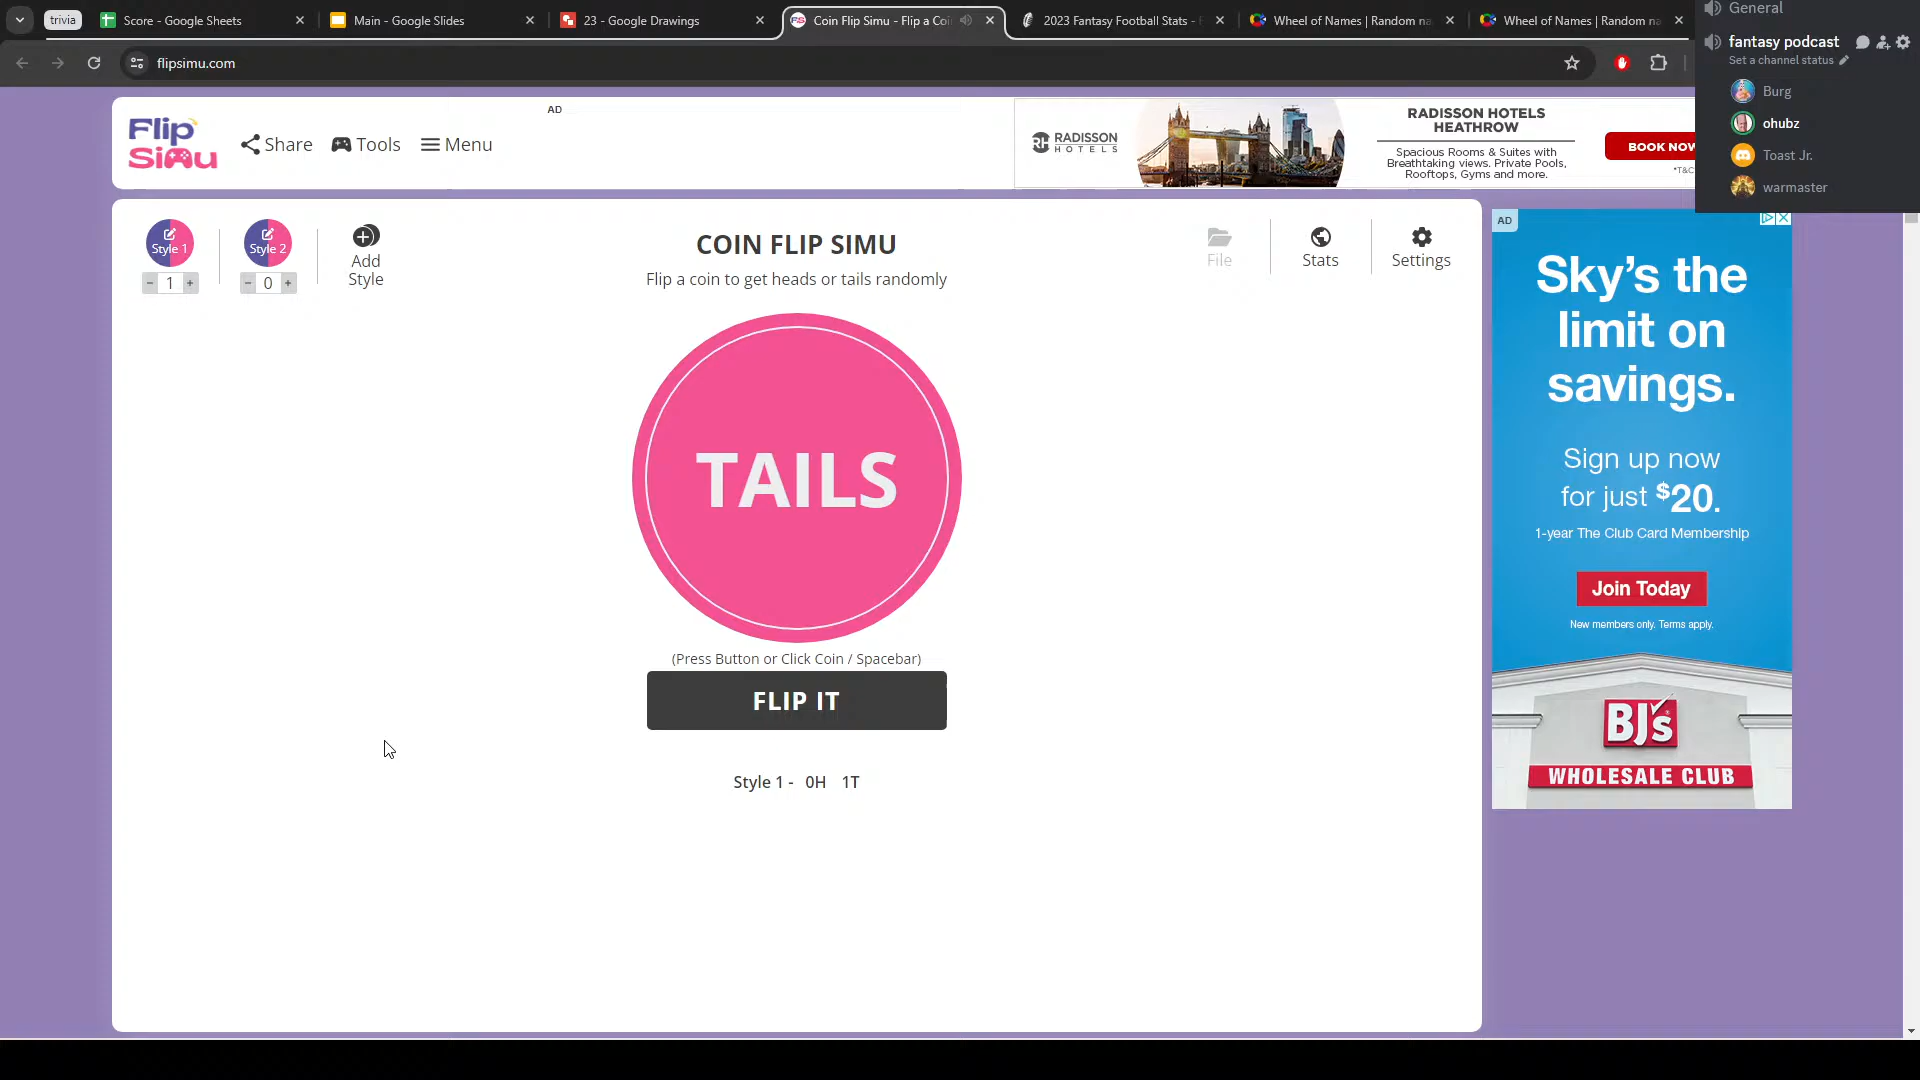 trivia
Score - Google Sheets
Main - Google Slides
23 - Google Drawings
Coin Flip Simu - Flip a Coi
2023 Fantasy Football Stats -
Wheel of Names | Random na
Wheel of Names | Random na
General
fantasy podcast
Set a channel status
Burg
ohubz
Toast Jr.
warmaster
flipsimu.com
Flip
Simu
Share
Tools
Menu
AD
RADISSON
HOTELS
RADISSON HOTELS
HEATHROW
Spacious Rooms & Suites with
Breathtaking views. Private Pools,
Rooftops, Gyms and more.
BOOK NOW
*T&C
Style 1
- 1 +
Style 2
- 0 +
Add
Style
COIN FLIP SIMU
Flip a coin to get heads or tails randomly
File
Stats
Settings
TAILS
(Press Button or Click Coin / Spacebar)
FLIP IT
Style 1 - 0H 1T
AD
Sky's the
limit on
savings.
Sign up now
for just $20.
1-year The Club Card Membership
Join Today
New members only. Terms apply.
BJ's
WHOLESALE CLUB